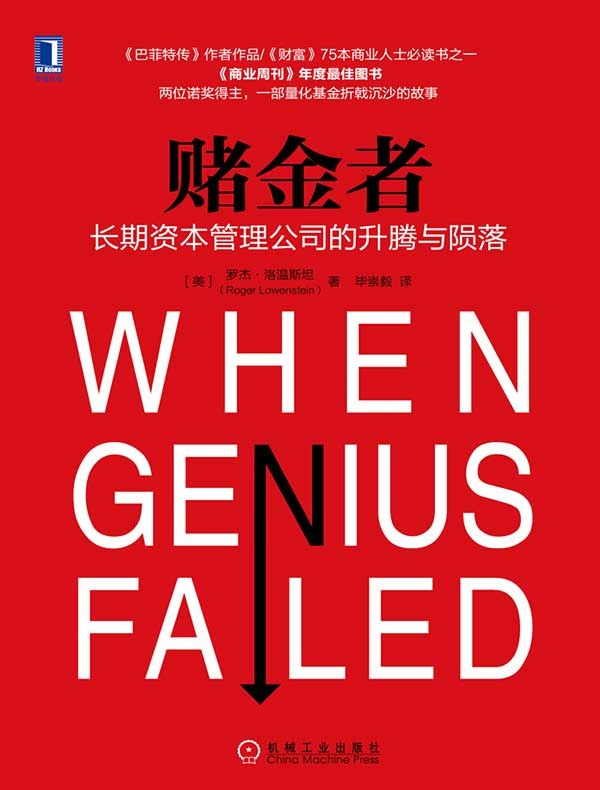 《巴菲特传》作者作品/《财富》75本商业人士必读书之一
《商业周刊》年度最佳图书
两位诺奖得主，一部量化基金折戟沉沙的故事
HZ Books
赌金者
长期资本管理公司的升腾与陨落
［美］ 罗杰·洛温斯坦 著 毕崇毅 译
（Roger Lowenstein）
WHEN
GENIUS
FAILED
机械工业出版社
China Machine Press